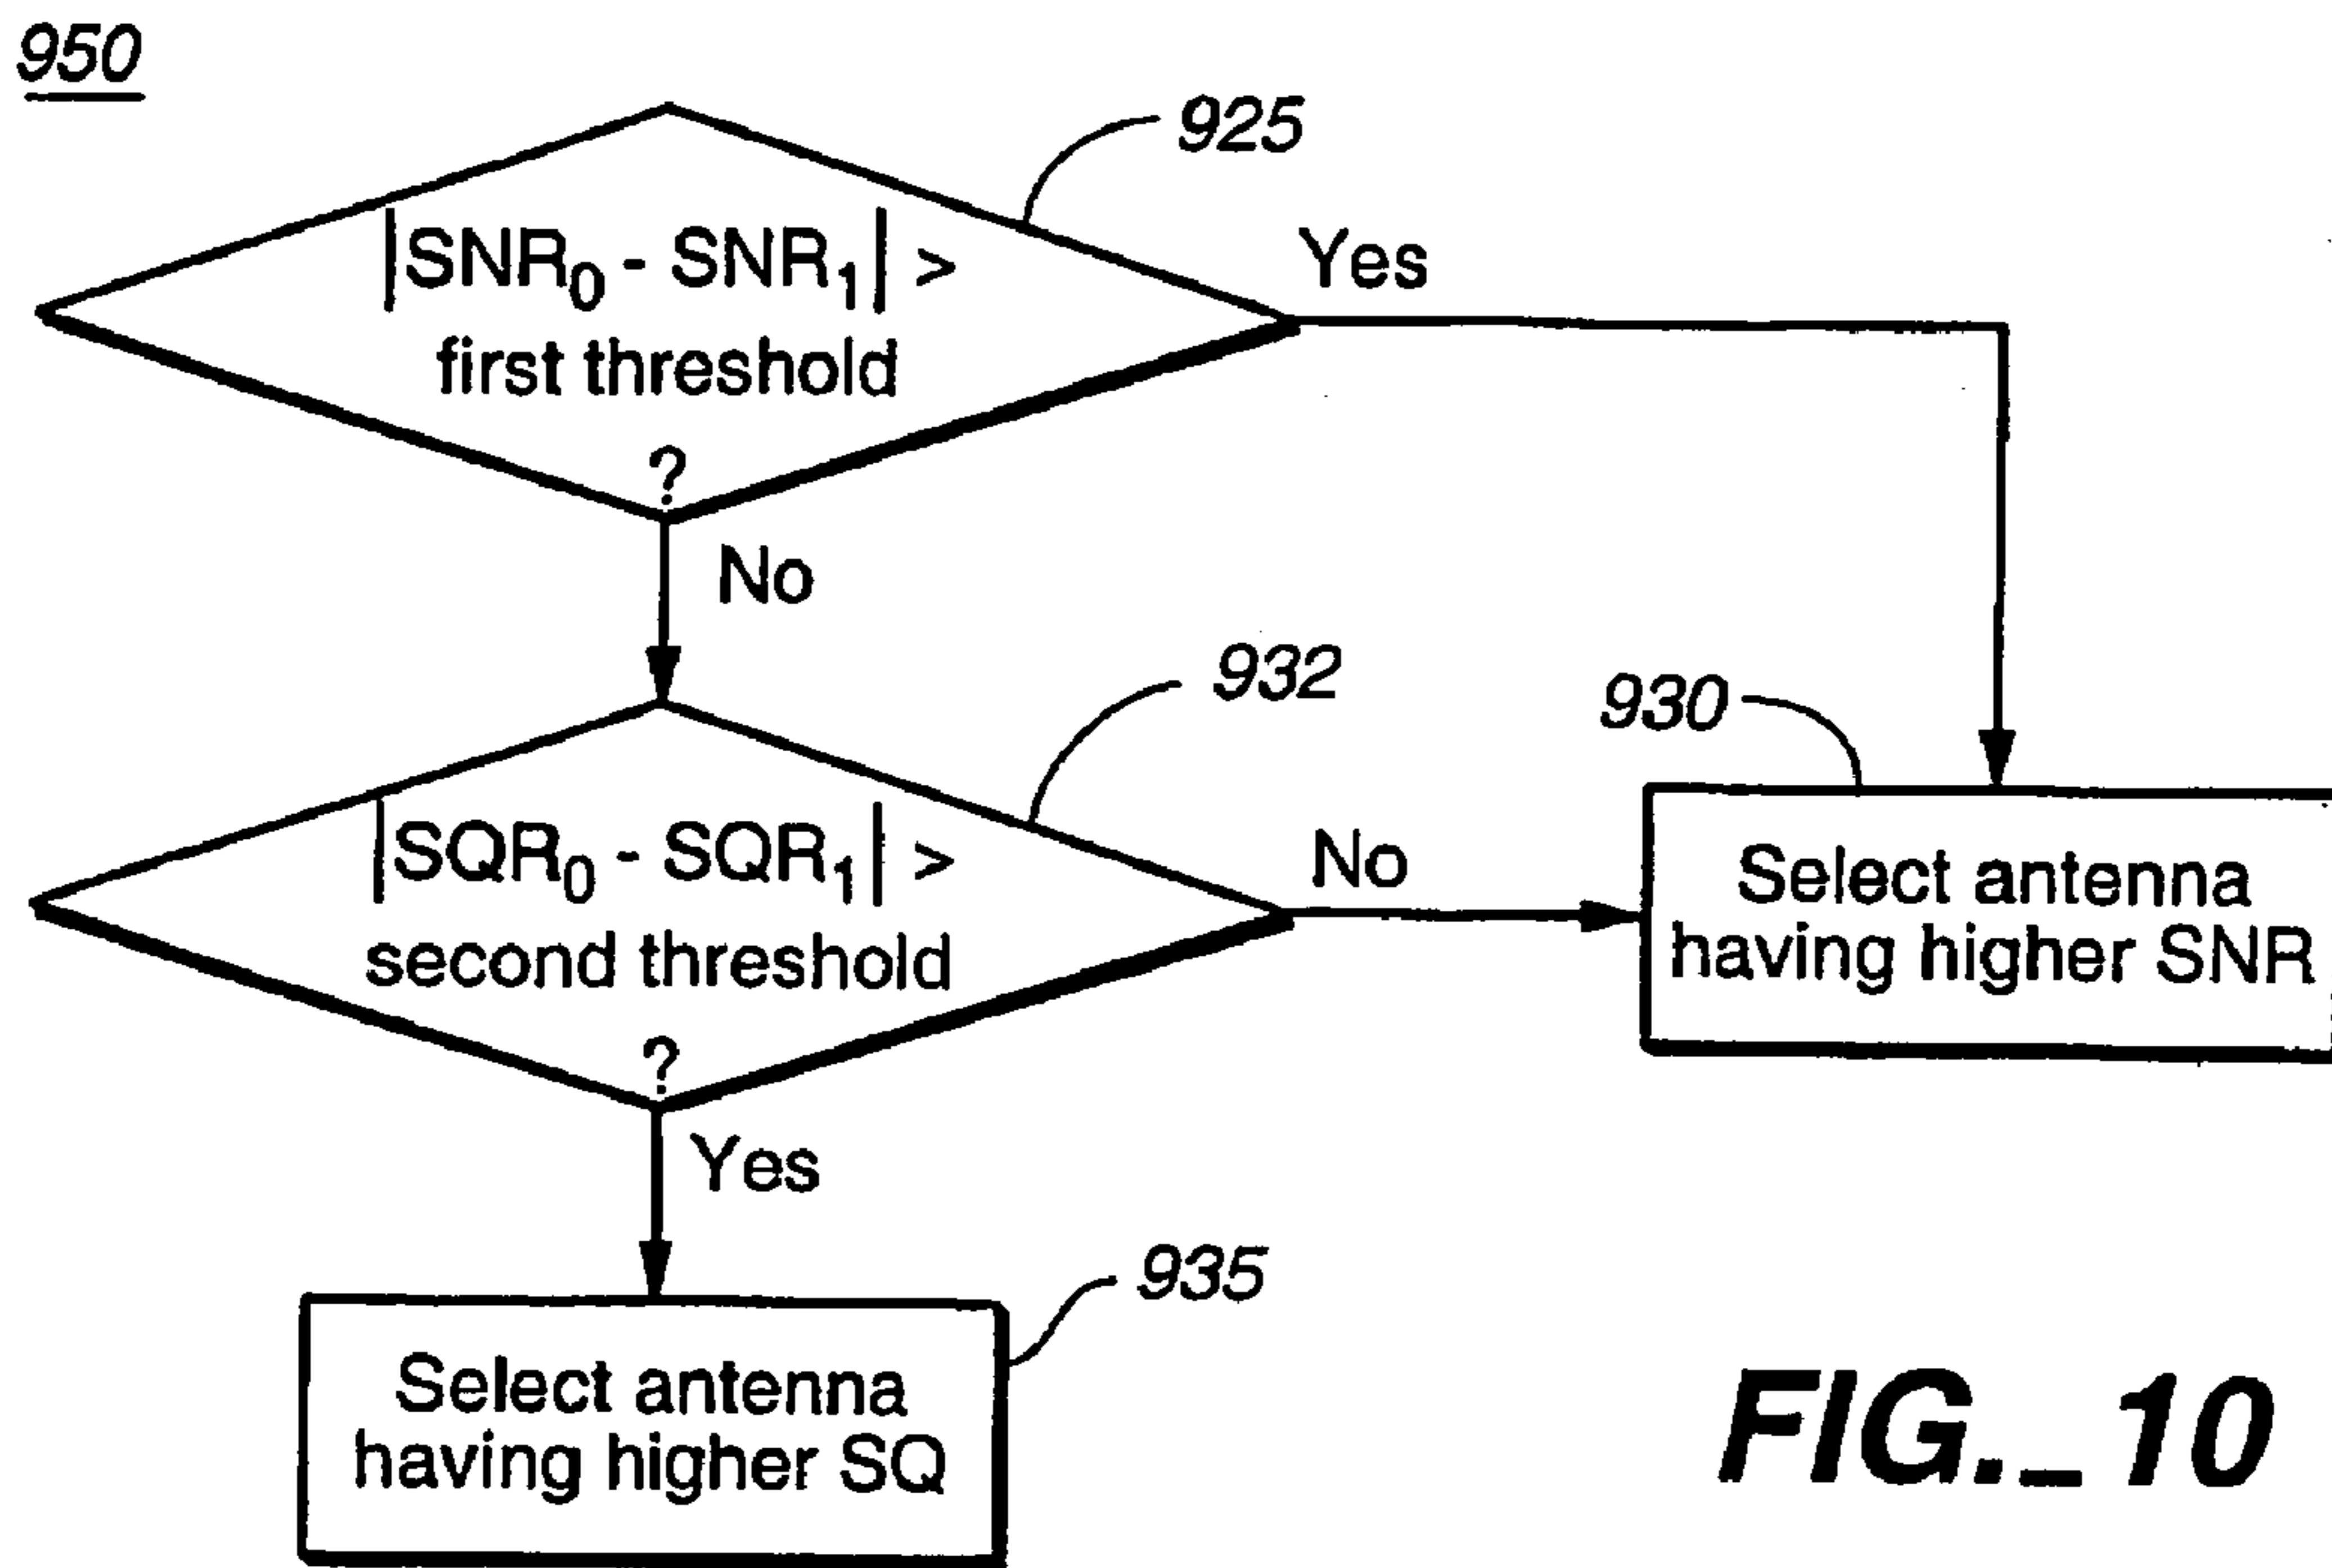 950
925
|SNR₀ - SNR₁| >
first threshold
?
Yes
No
932
|SQR₀ - SQR₁| >
second threshold
?
No
930
Select antenna
having higher SNR
Yes
935
Select antenna
having higher SQ
FIG._10